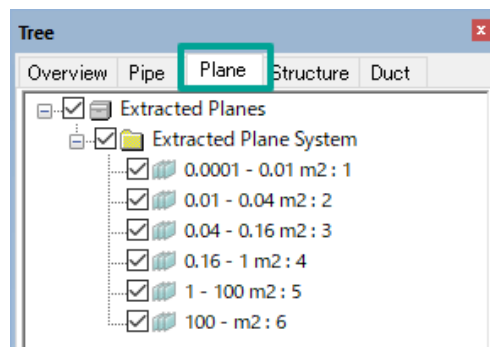 Tree
Overview Pipe Plane Structure Duct
Extracted Planes
Extracted Plane System
0.0001 - 0.01 m2 : 1
0.01 - 0.04 m2 : 2
0.04 - 0.16 m2 : 3
0.16 - 1 m2 : 4
1 - 100 m2 : 5
100 - m2 : 6